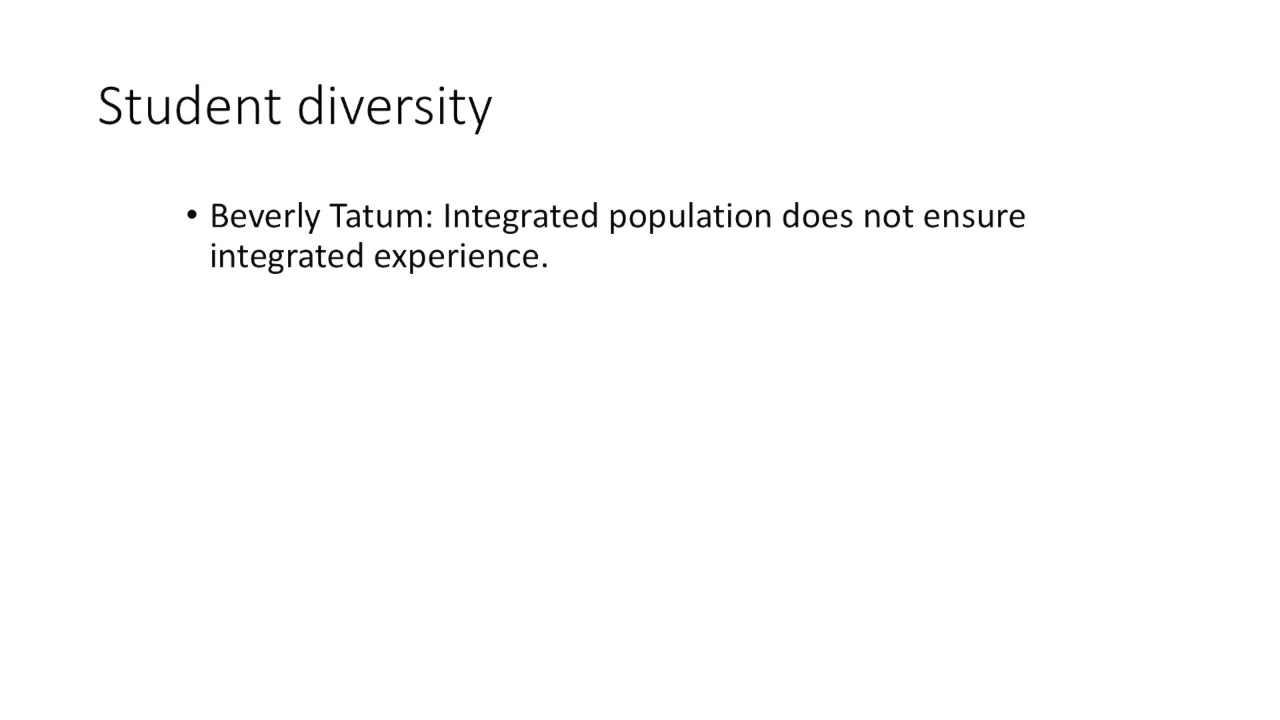 Student diversity
• Beverly Tatum: Integrated population does not ensure
integrated experience.